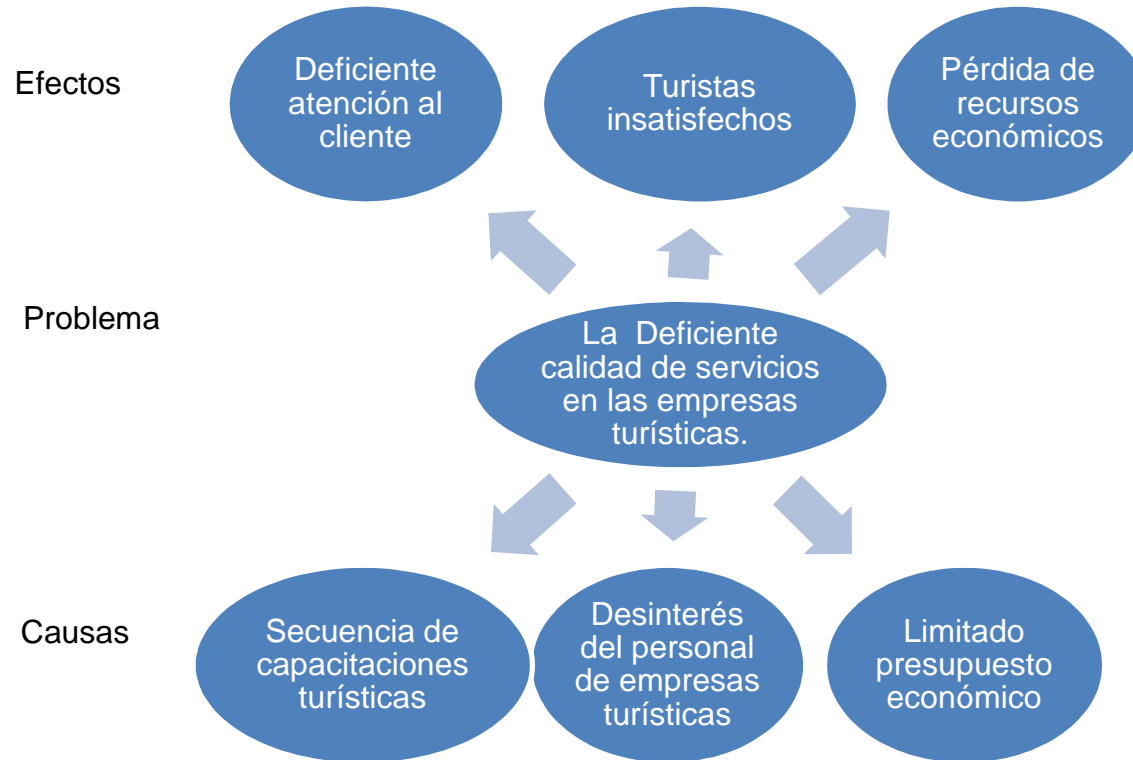 Efectos
Deficiente
atención al
cliente
Turistas
insatisfechos
Pérdida de
recursos
económicos
Problema
La Deficiente
calidad de servicios
en las empresas
turísticas.
Causas
Secuencia de
capacitaciones
turísticas
Desinterés
del personal
de empresas
turísticas
Limitado
presupuesto
económico